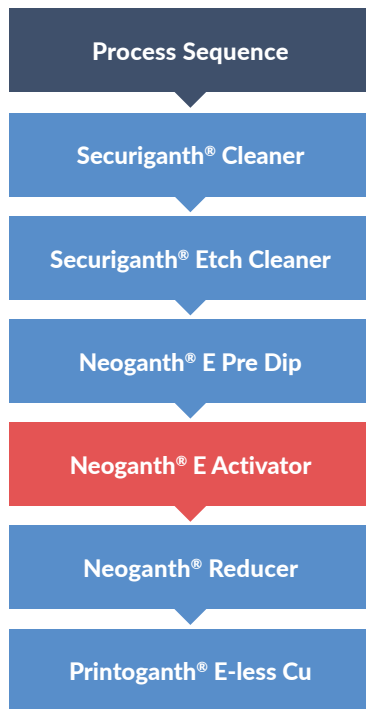 Process Sequence
Securiganth® Cleaner
Securiganth® Etch Cleaner
Neoganth® E Pre Dip
Neoganth® E Activator
Neoganth® Reducer
Printoganth® E-less Cu